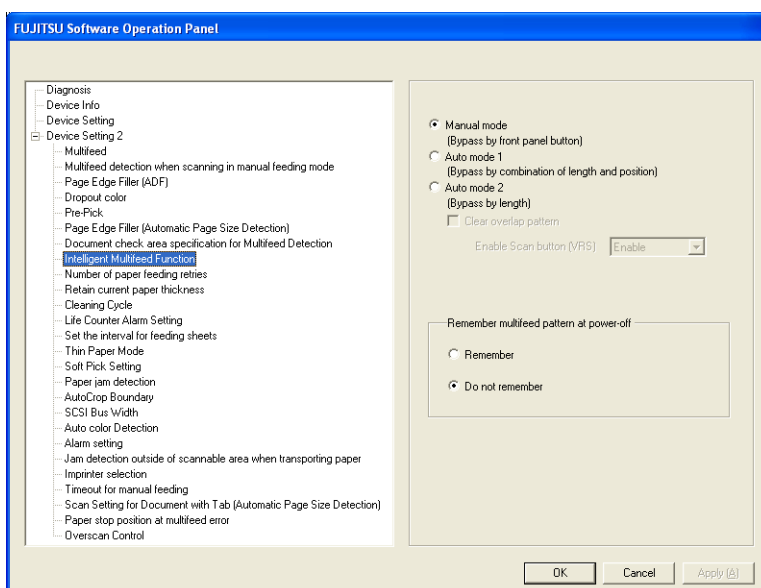 FUJITSU Software Operation Panel
Diagnosis
Device Info
Device Setting
Device Setting 2
Multifeed
Multifeed detection when scanning in manual feeding mode
Page Edge Filler (ADF)
Dropout color
Pre-Pick
Page Edge Filler (Automatic Page Size Detection)
Document check area specification for Multifeed Detection
Intelligent Multifeed Function
Number of paper feeding retries
Retain current paper thickness
Cleaning Cycle
Life Counter Alarm Setting
Set the interval for feeding sheets
Thin Paper Mode
Soft Pick Setting
Paper jam detection
AutoCrop Boundary
SCSI Bus Width
Auto color Detection
Alarm setting
Jam detection outside of scannable area when transporting paper
Imprinter selection
Timeout for manual feeding
Scan Setting for Document with Tab (Automatic Page Size Detection)
Paper stop position at multifeed error
Overscan Control
Manual mode
(Bypass by front panel button)
Auto mode 1
(Bypass by combination of length and position)
Auto mode 2
(Bypass by length)
Clear overlap pattern
Enable Scan button (VRS) Enable
Remember multifeed pattern at power-off
Remember
Do not remember
OK Cancel Apply (A)